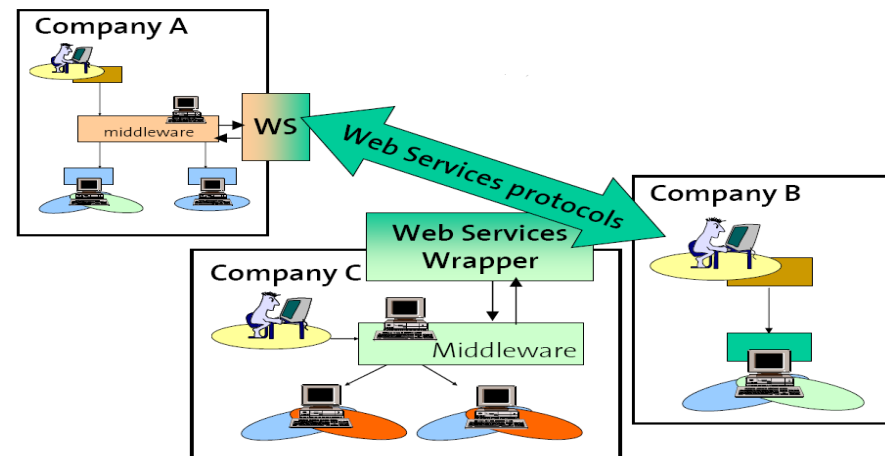 Company A
middleware
WS
Web Services protocols
Company B
Web Services
Wrapper
Company C
Middleware